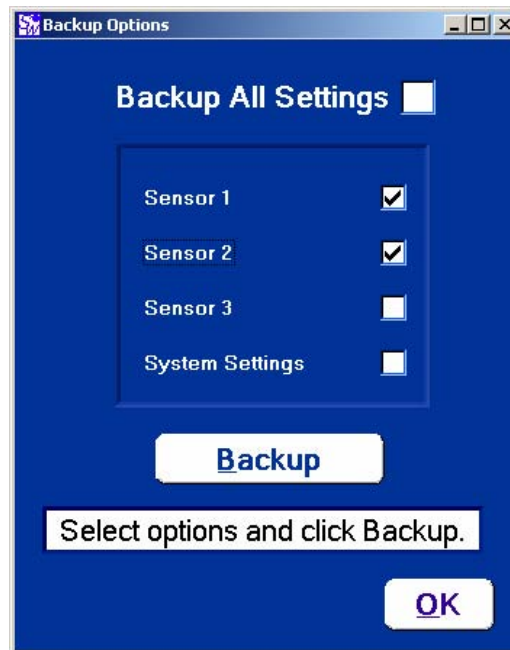 Backup Options
Backup All Settings
Sensor 1
Sensor 2
Sensor 3
System Settings
Backup
Select options and click Backup.
OK